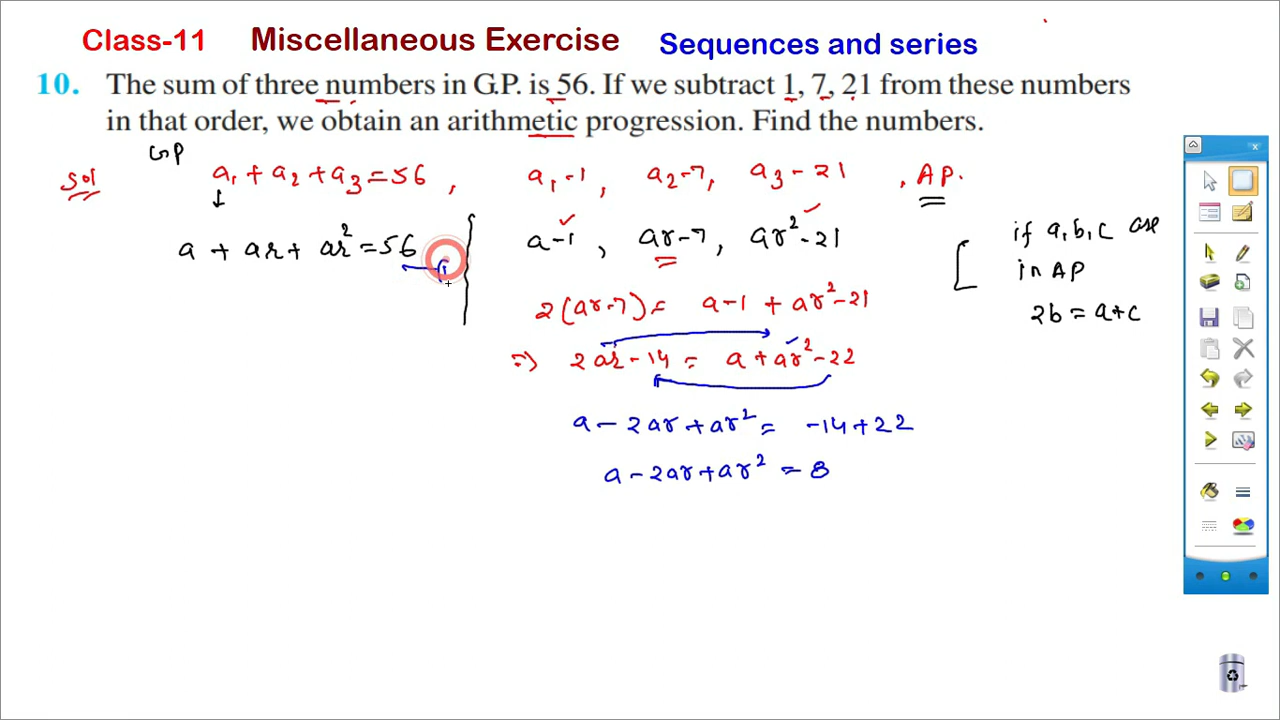 Class-11 Miscellaneous Exercise Sequences and series
10. The sum of three numbers in G.P. is 56. If we subtract 1, 7, 21 from these numbers
in that order, we obtain an arithmetic progression. Find the numbers.
GP
Sol a₁ + a₂ + a₃ = 56 , a₁ - 1 , a₂ - 7, a₃ - 21 , AP.
a + ar + ar² = 56 a - 1 , ar - 7 , ar² - 21
if a, b, c are
in AP
2b = a + c
2(ar - 7) = a - 1 + ar² - 21
⇒ 2ar - 14 = a + ar² - 22
a - 2ar + ar² = -14 + 22
a - 2ar + ar² = 8